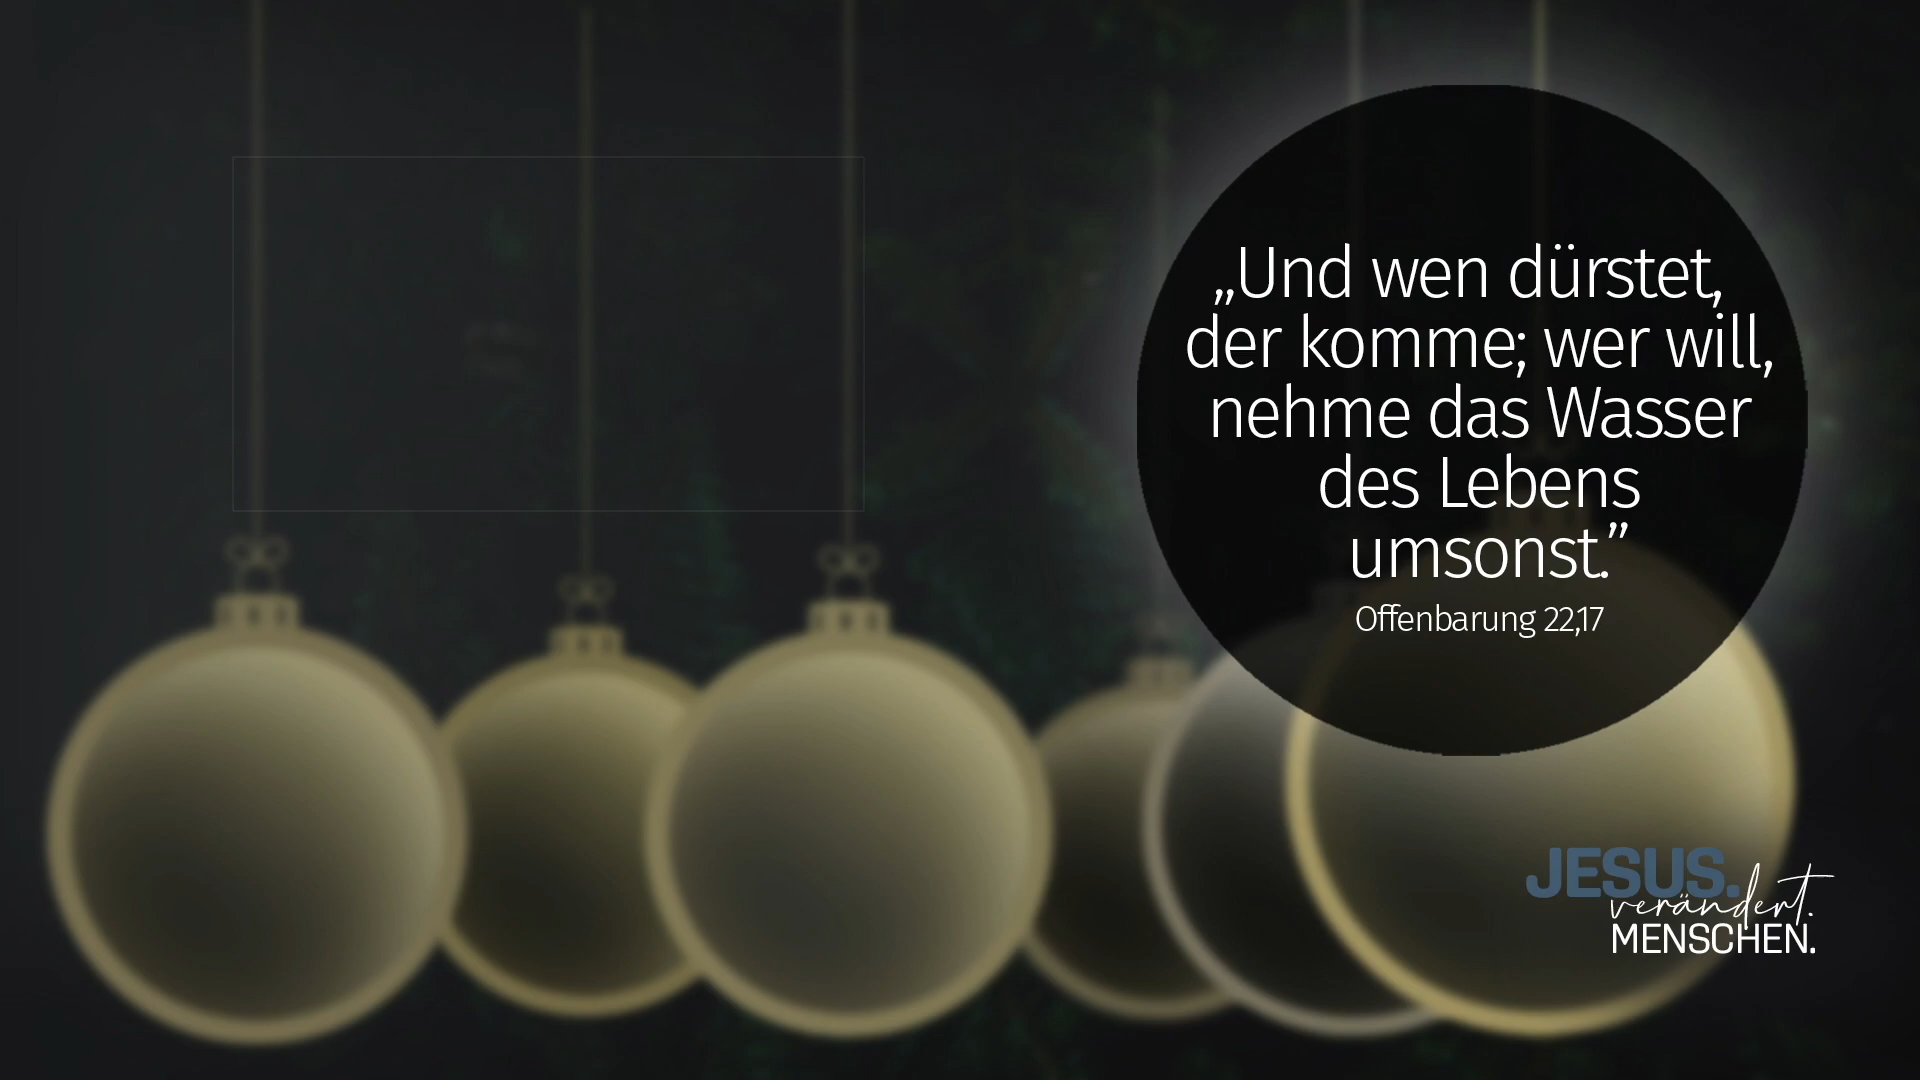 „Und wen dürstet,
der komme; wer will,
nehme das Wasser
des Lebens
umsonst.”
Offenbarung 22,17
JESUS.
verändert.
MENSCHEN.